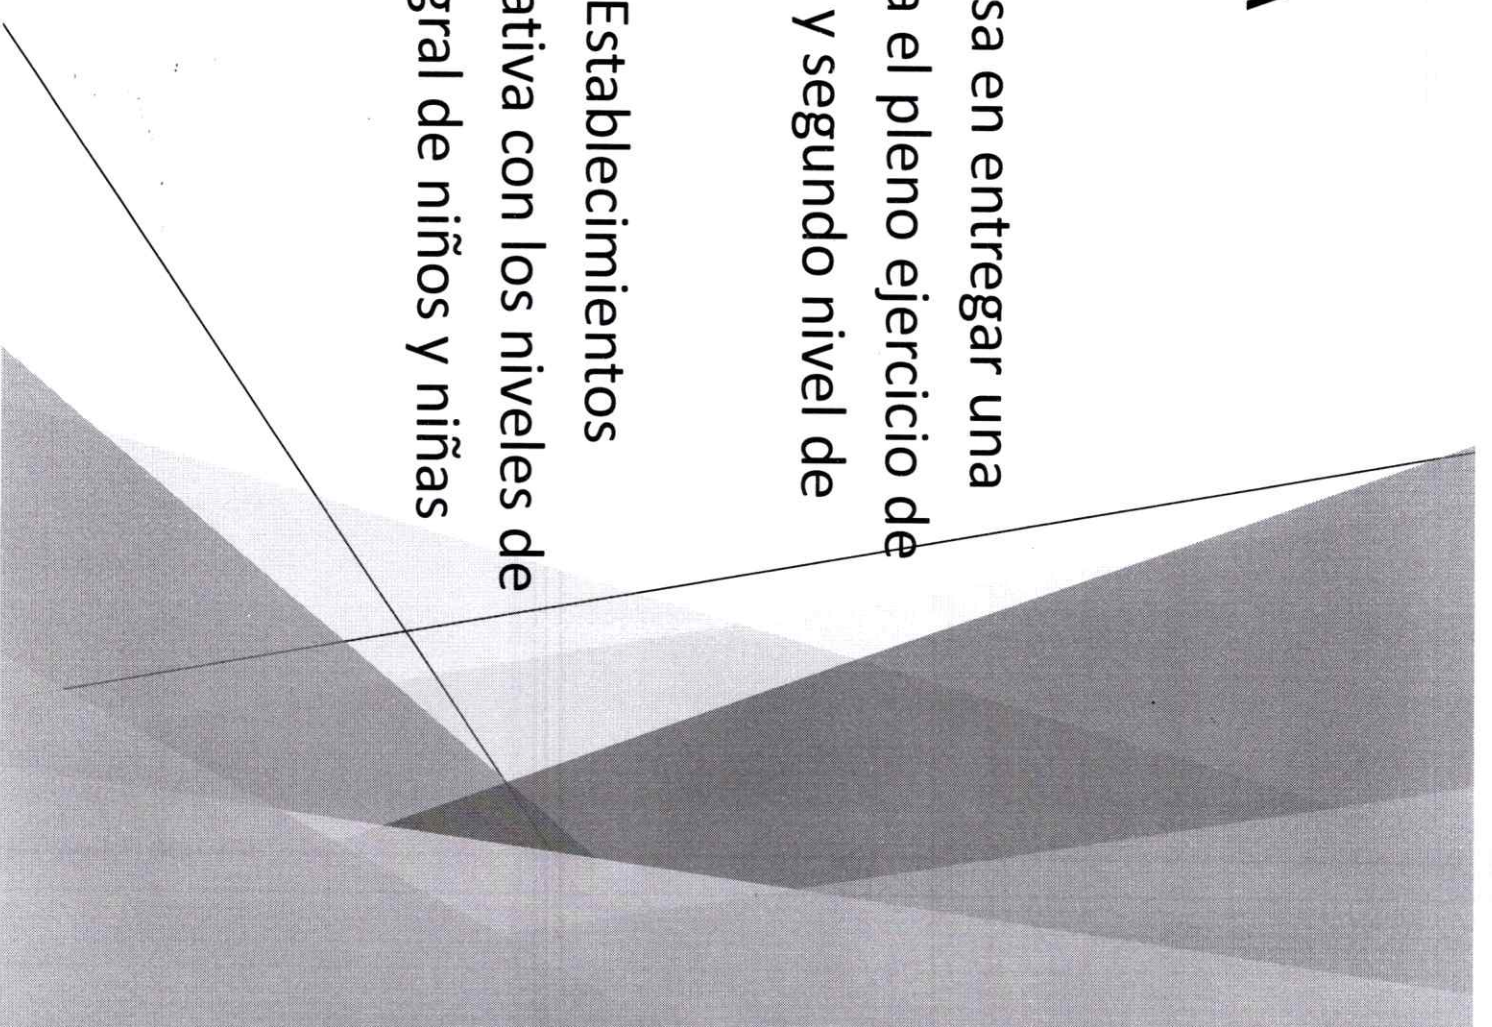 sa en entregar una
a el pleno ejercicio de
y segundo nivel de
Establecimientos
ativa con los niveles de
gral de niños y niñas